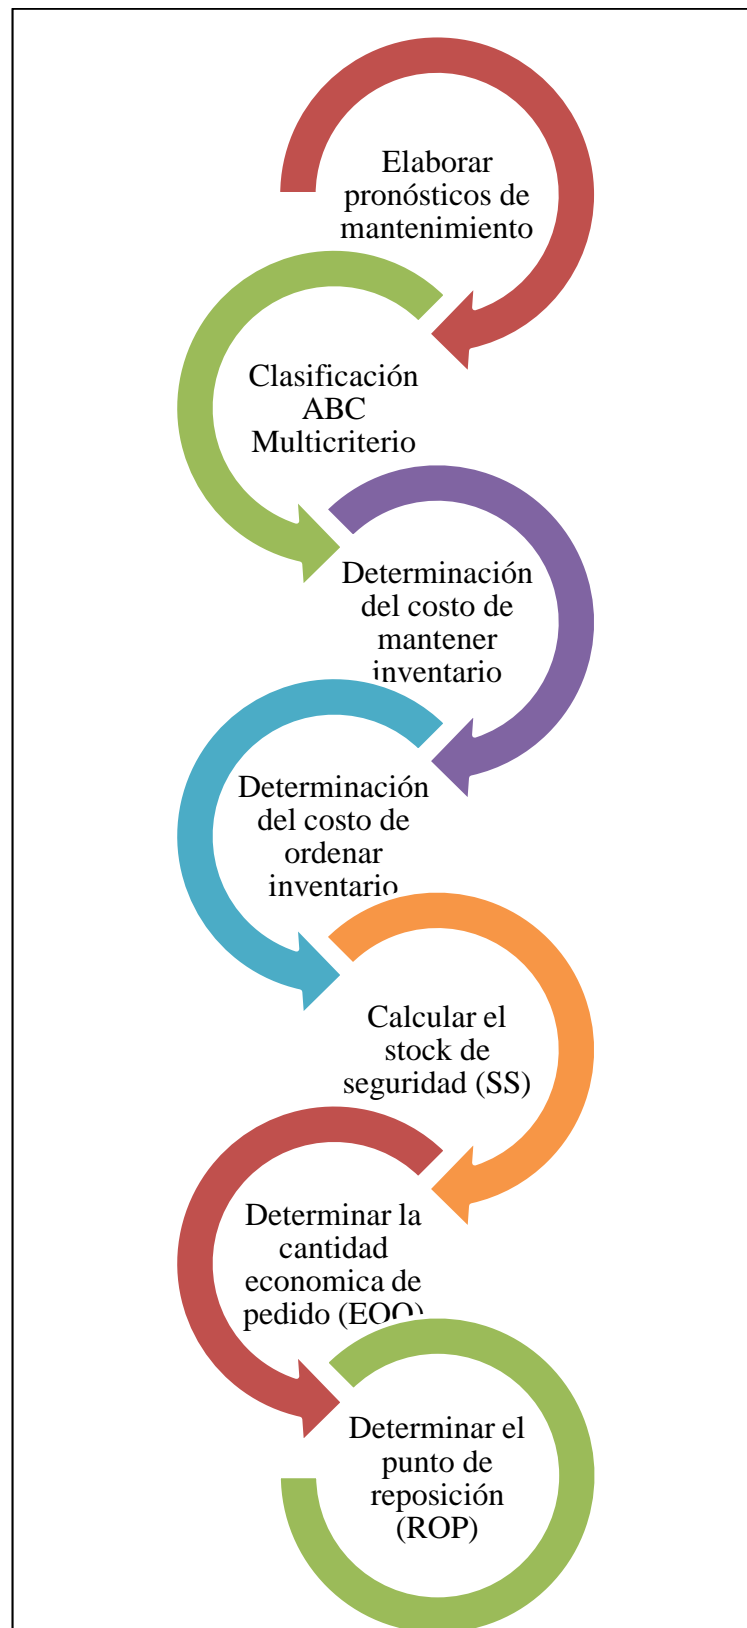 Elaborar
pronósticos de
mantenimiento
Clasificación
ABC
Multicriterio
Determinación
del costo de
mantener
inventario
Determinación
del costo de
ordenar
inventario
Calcular el
stock de
seguridad (SS)
Determinar la
cantidad
economica de
pedido (EOQ)
Determinar el
punto de
reposición
(ROP)